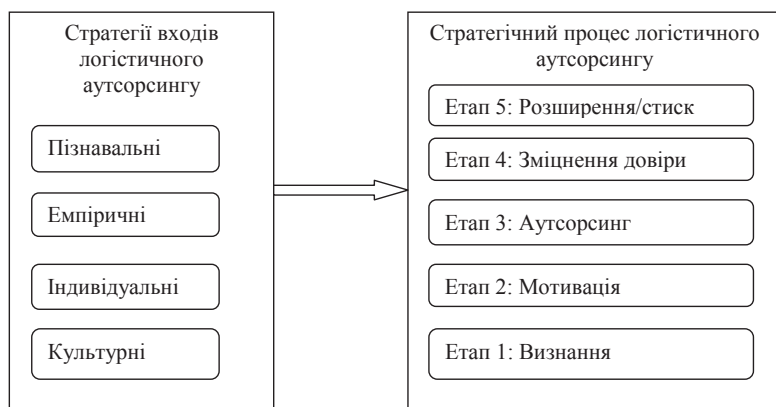 Стратегії входів
логістичного
аутсорсингу
Пізнавальні
Емпіричні
Індивідуальні
Культурні
Стратегічний процес логістичного
аутсорсингу
Етап 5: Розширення/стиск
Етап 4: Зміцнення довіри
Етап 3: Аутсорсинг
Етап 2: Мотивація
Етап 1: Визнання